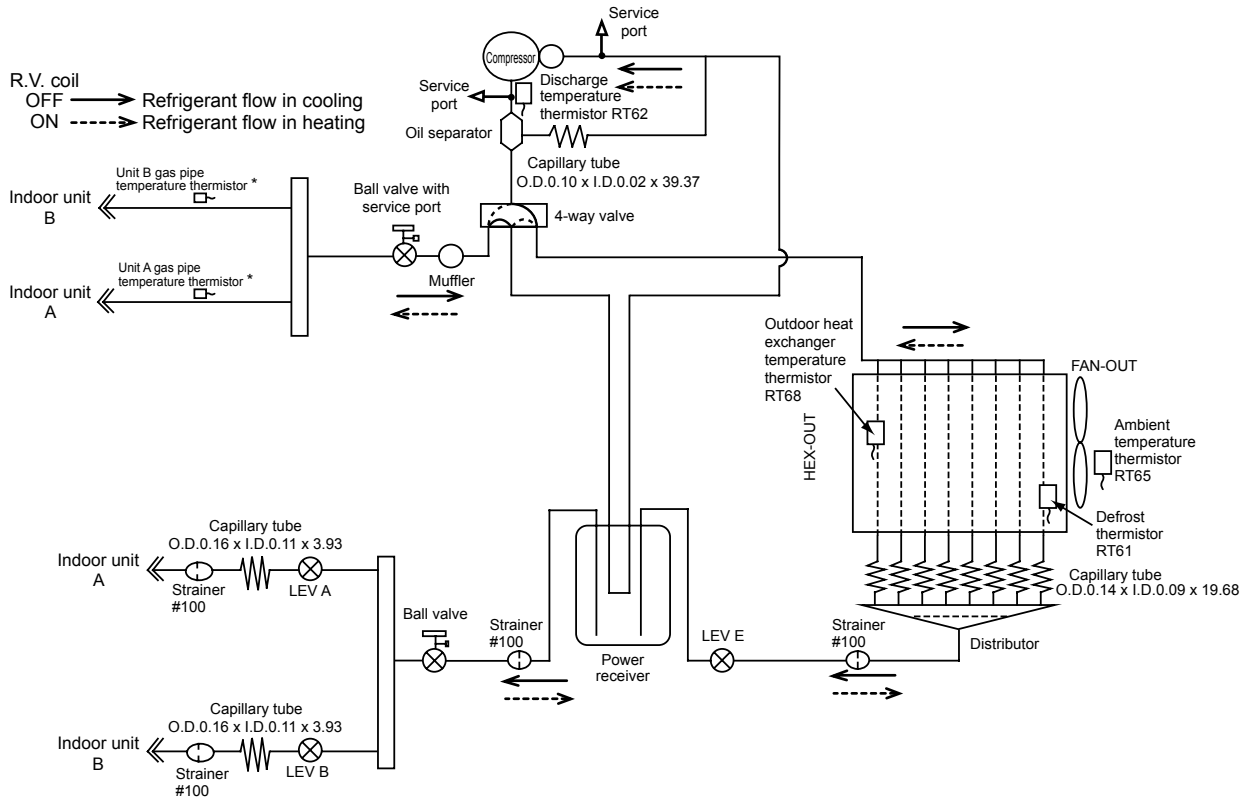 Service
port
Compressor
R.V. coil
OFF Refrigerant flow in cooling
ON Refrigerant flow in heating
Service
port
Discharge
temperature
thermistor RT62
Oil separator
Capillary tube
O.D.0.10 x I.D.0.02 x 39.37
Unit B gas pipe
temperature thermistor *
Indoor unit
B
Ball valve with
service port
4-way valve
Unit A gas pipe
temperature thermistor *
Indoor unit
A
Muffler
Outdoor heat
exchanger
temperature
thermistor
RT68
FAN-OUT
HEX-OUT
Ambient
temperature
thermistor
RT65
Defrost
thermistor
RT61
Capillary tube
O.D.0.14 x I.D.0.09 x 19.68
Distributor
Capillary tube
O.D.0.16 x I.D.0.11 x 3.93
Indoor unit
A
Strainer
#100
LEV A
Ball valve
Strainer
#100
Power
receiver
LEV E
Strainer
#100
Capillary tube
O.D.0.16 x I.D.0.11 x 3.93
Indoor unit
B
Strainer
#100
LEV B